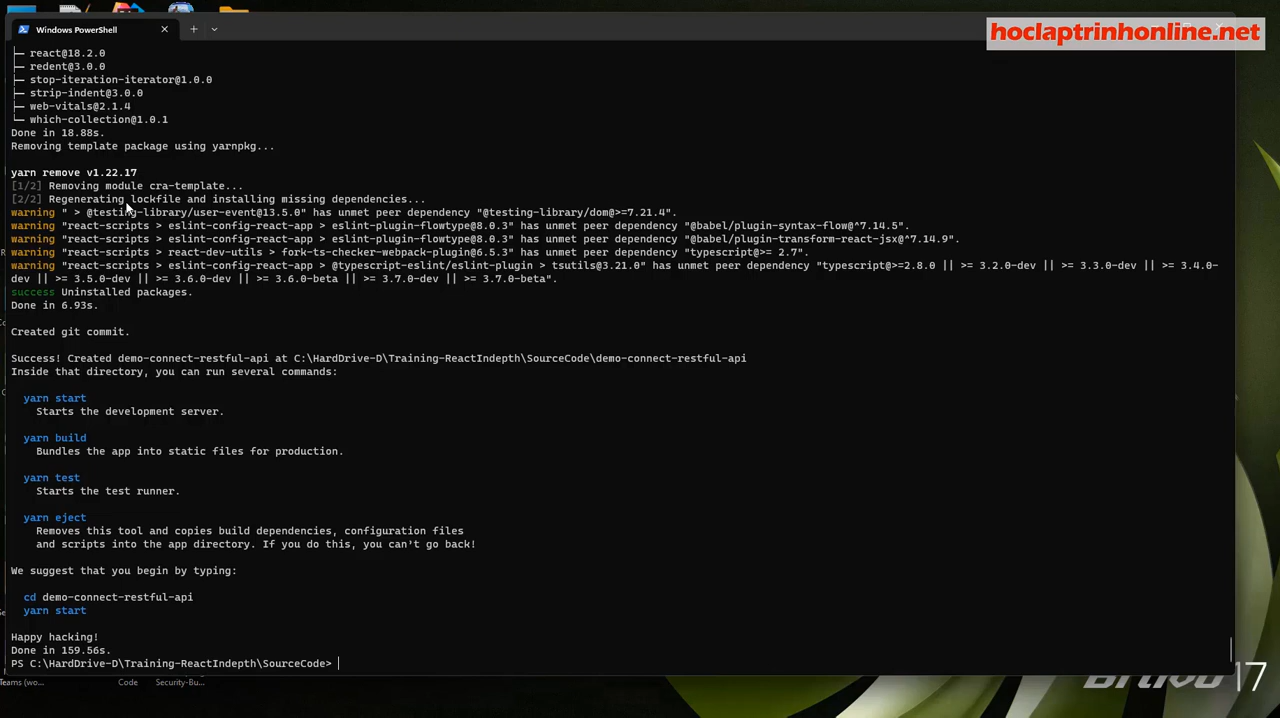 Windows PowerShell
hoclaptrinhonline.net
├─ react@18.2.0
├─ redent@3.0.0
├─ stop-iteration-iterator@1.0.0
├─ strip-indent@3.0.0
├─ web-vitals@2.1.4
└─ which-collection@1.0.1
Done in 18.88s.
Removing template package using yarnpkg...
yarn remove v1.22.17
[1/2] Removing module cra-template...
[2/2] Regenerating lockfile and installing missing dependencies...
warning " > @testing-library/user-event@13.5.0" has unmet peer dependency "@testing-library/dom@>=7.21.4".
warning "react-scripts > eslint-config-react-app > eslint-plugin-flowtype@8.0.3" has unmet peer dependency "@babel/plugin-syntax-flow@^7.14.5".
warning "react-scripts > eslint-config-react-app > eslint-plugin-flowtype@8.0.3" has unmet peer dependency "@babel/plugin-transform-react-jsx@^7.14.9".
warning "react-scripts > react-dev-utils > fork-ts-checker-webpack-plugin@6.5.3" has unmet peer dependency "typescript@>= 2.7".
warning "react-scripts > eslint-config-react-app > @typescript-eslint/eslint-plugin > tsutils@3.21.0" has unmet peer dependency "typescript@>=2.8.0 || >= 3.2.0-dev || >= 3.3.0-dev || >= 3.4.0-
dev || >= 3.5.0-dev || >= 3.6.0-dev || >= 3.6.0-beta || >= 3.7.0-dev || >= 3.7.0-beta".
success Uninstalled packages.
Done in 6.93s.
Created git commit.
Success! Created demo-connect-restful-api at C:\HardDrive-D\Training-ReactIndepth\SourceCode\demo-connect-restful-api
Inside that directory, you can run several commands:
yarn start
Starts the development server.
yarn build
Bundles the app into static files for production.
yarn test
Starts the test runner.
yarn eject
Removes this tool and copies build dependencies, configuration files
and scripts into the app directory. If you do this, you can't go back!
We suggest that you begin by typing:
cd demo-connect-restful-api
yarn start
Happy hacking!
Done in 159.56s.
PS C:\HardDrive-D\Training-ReactIndepth\SourceCode>
Teams (wo... Code Security-Bu...
17